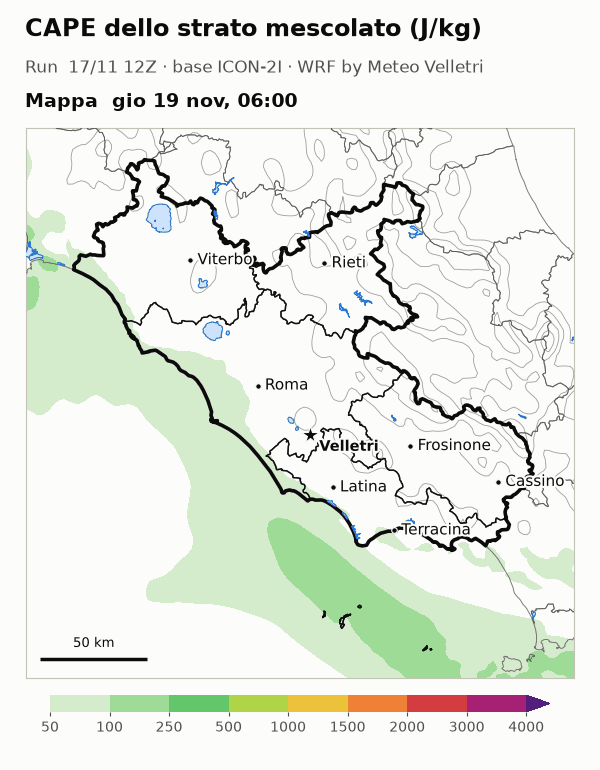 CAPE dello strato mescolato (J/kg)
Run  17/11 12Z · base ICON-2I · WRF by Meteo Velletri
Mappa  gio 19 nov, 06:00
Viterbo
Rieti
Roma
Velletri
Frosinone
Cassino
Latina
Terracina
50 km
50 100 250 500 1000 1500 2000 3000 4000